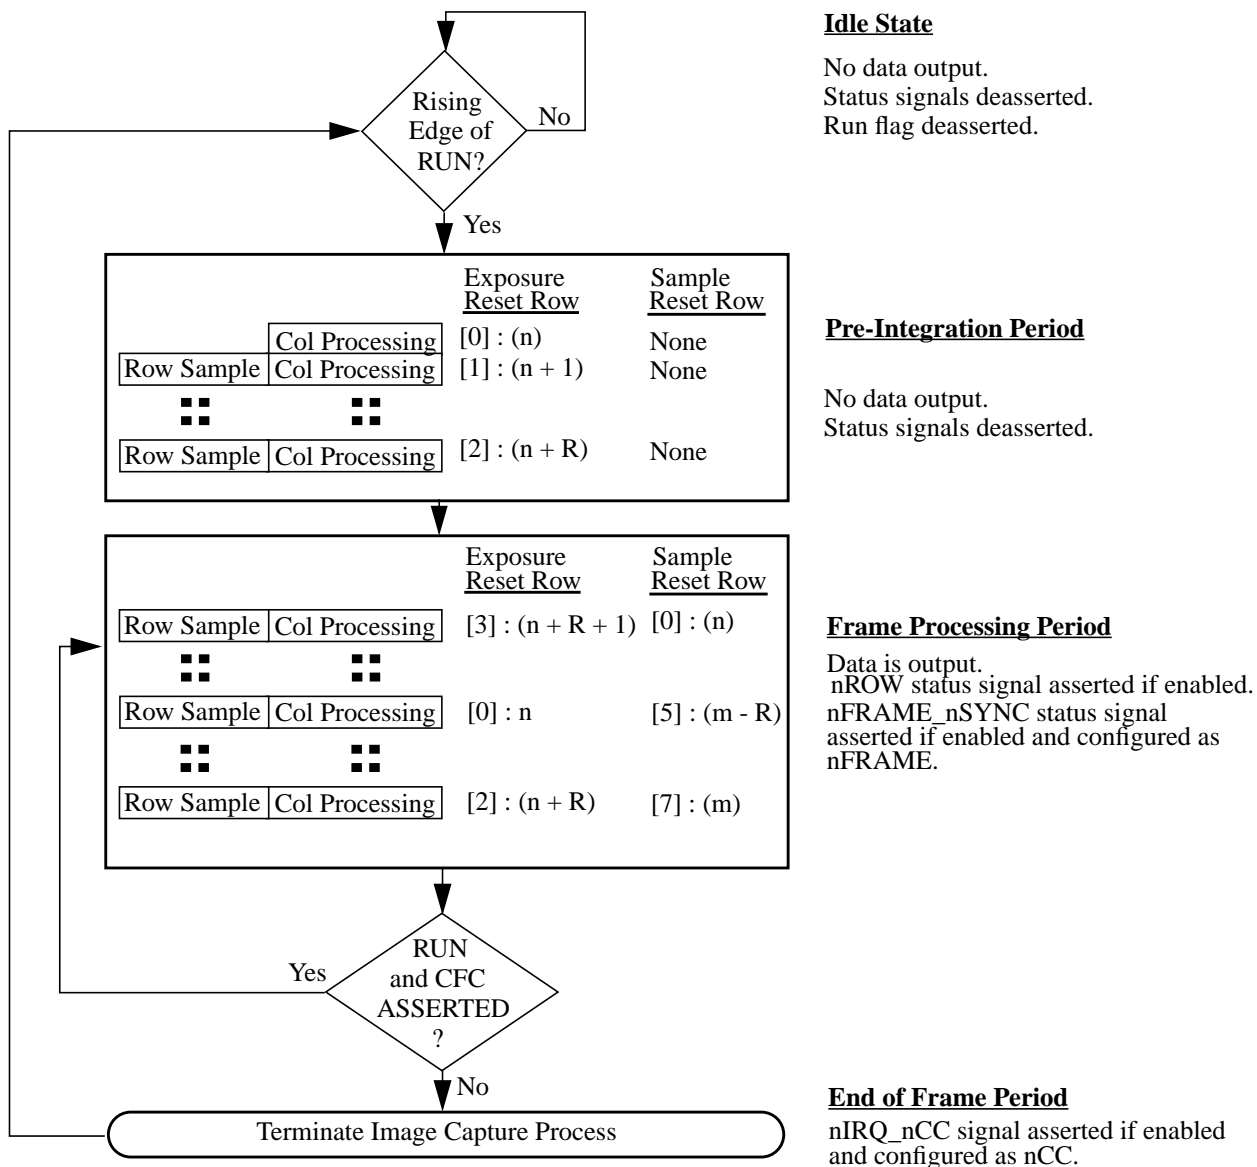 Idle State
No data output.
Status signals deasserted.
Run flag deasserted.
Rising
Edge of
RUN?
No
Yes
Exposure Sample
Reset Row Reset Row
Col Processing [0] : (n) None
Row Sample Col Processing [1] : (n + 1) None
Row Sample Col Processing [2] : (n + R) None
Pre-Integration Period
No data output.
Status signals deasserted.
Exposure Sample
Reset Row Reset Row
Row Sample Col Processing [3] : (n + R + 1) [0] : (n)
Row Sample Col Processing [0] : n [5] : (m - R)
Row Sample Col Processing [2] : (n + R) [7] : (m)
Frame Processing Period
Data is output.
nROW status signal asserted if enabled.
nFRAME_nSYNC status signal
asserted if enabled and configured as
nFRAME.
RUN
and CFC
ASSERTED
?
Yes
No
Terminate Image Capture Process
End of Frame Period
nIRQ_nCC signal asserted if enabled
and configured as nCC.